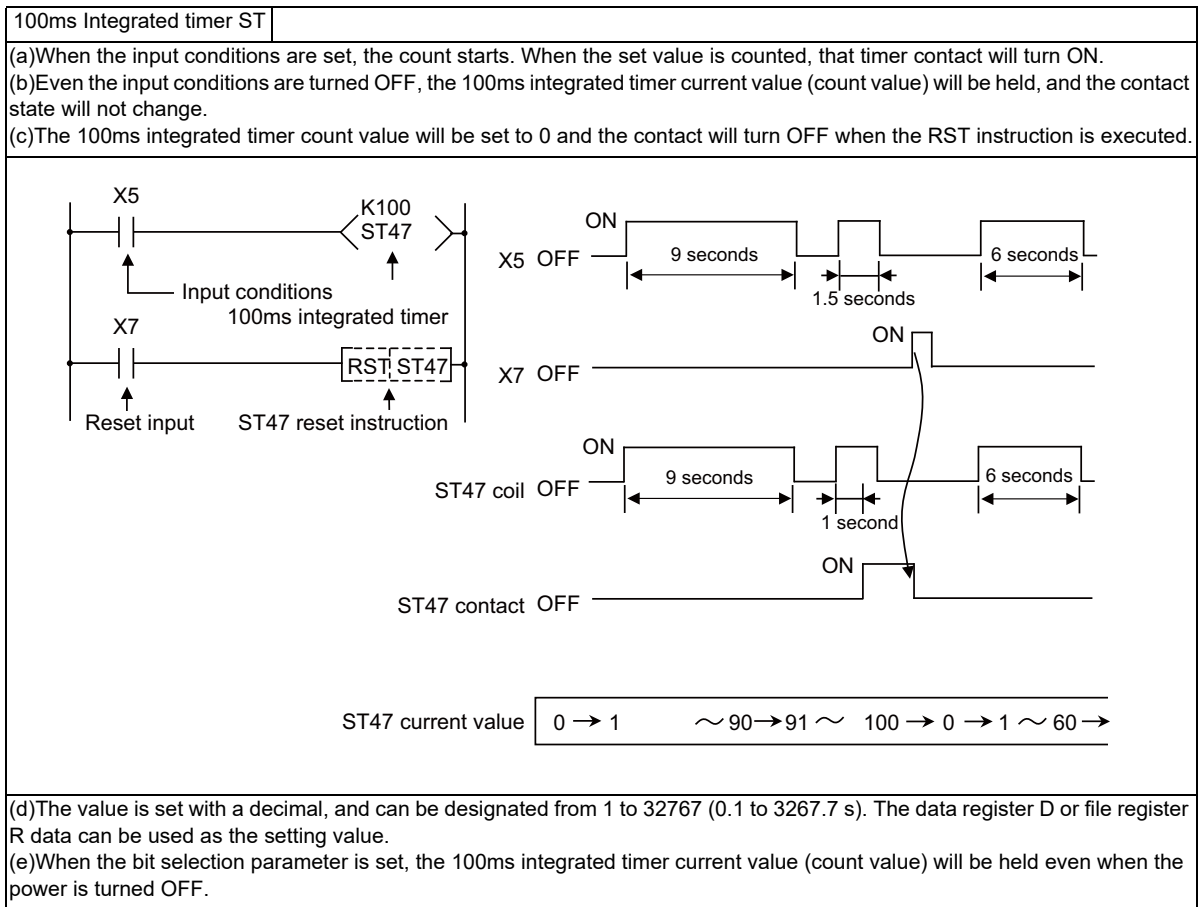 100ms Integrated timer ST
(a)When the input conditions are set, the count starts. When the set value is counted, that timer contact will turn ON.
(b)Even the input conditions are turned OFF, the 100ms integrated timer current value (count value) will be held, and the contact
state will not change.
(c)The 100ms integrated timer count value will be set to 0 and the contact will turn OFF when the RST instruction is executed.
X5
K100
ST47
Input conditions
100ms integrated timer
X7
RST ST47
Reset input
ST47 reset instruction
ON
X5 OFF
9 seconds
1.5 seconds
6 seconds
ON
X7 OFF
ON
ST47 coil OFF
9 seconds
1 second
6 seconds
ON
ST47 contact OFF
ST47 current value 0 → 1 ～ 90→91 ～ 100 → 0 → 1 ～ 60 →
(d)The value is set with a decimal, and can be designated from 1 to 32767 (0.1 to 3267.7 s). The data register D or file register
R data can be used as the setting value.
(e)When the bit selection parameter is set, the 100ms integrated timer current value (count value) will be held even when the
power is turned OFF.